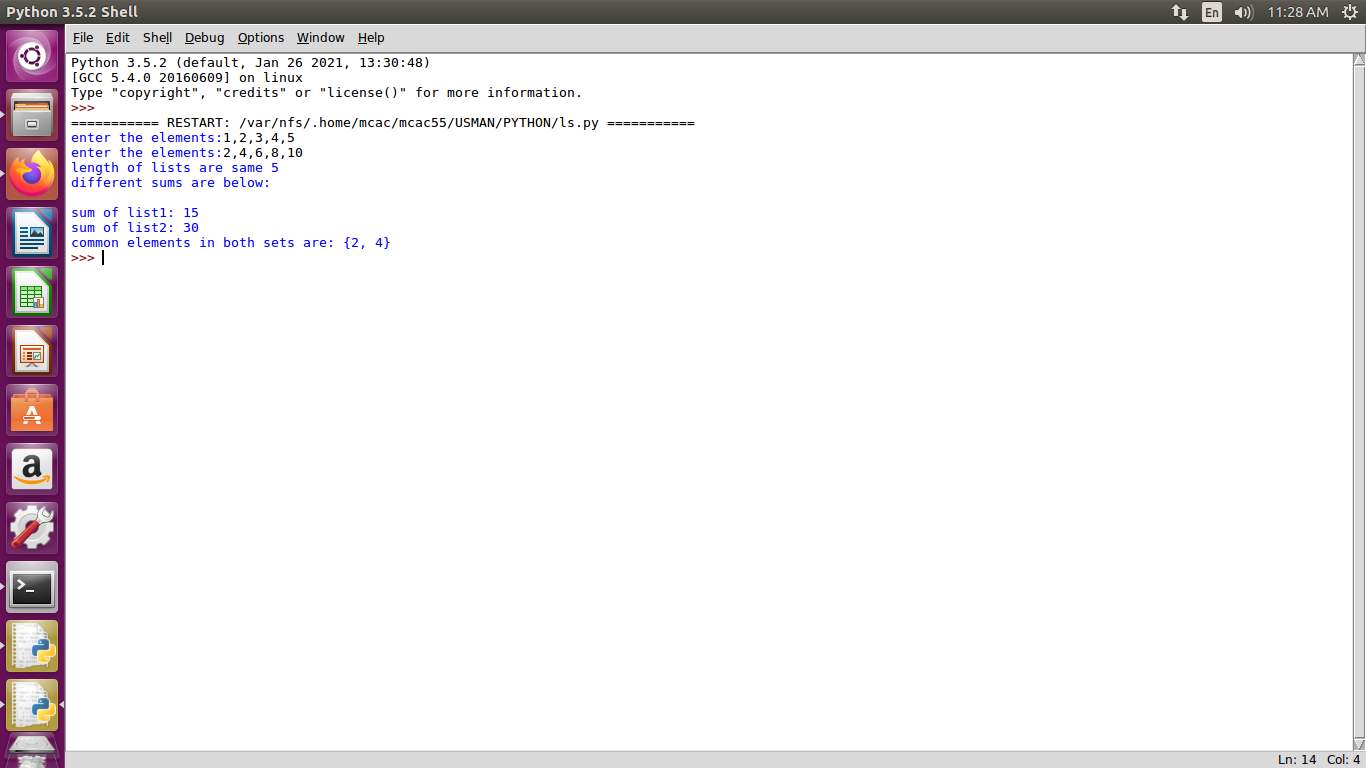 Python 3.5.2 Shell
En
11:28 AM
File Edit Shell Debug Options Window Help
Python 3.5.2 (default, Jan 26 2021, 13:30:48)
[GCC 5.4.0 20160609] on linux
Type "copyright", "credits" or "license()" for more information.
>>>
=========== RESTART: /var/nfs/.home/mcac/mcac55/USMAN/PYTHON/ls.py ===========
enter the elements:1,2,3,4,5
enter the elements:2,4,6,8,10
length of lists are same 5
different sums are below:

sum of list1: 15
sum of list2: 30
common elements in both sets are: {2, 4}
>>>
A
a
>_
Ln: 14 Col: 4